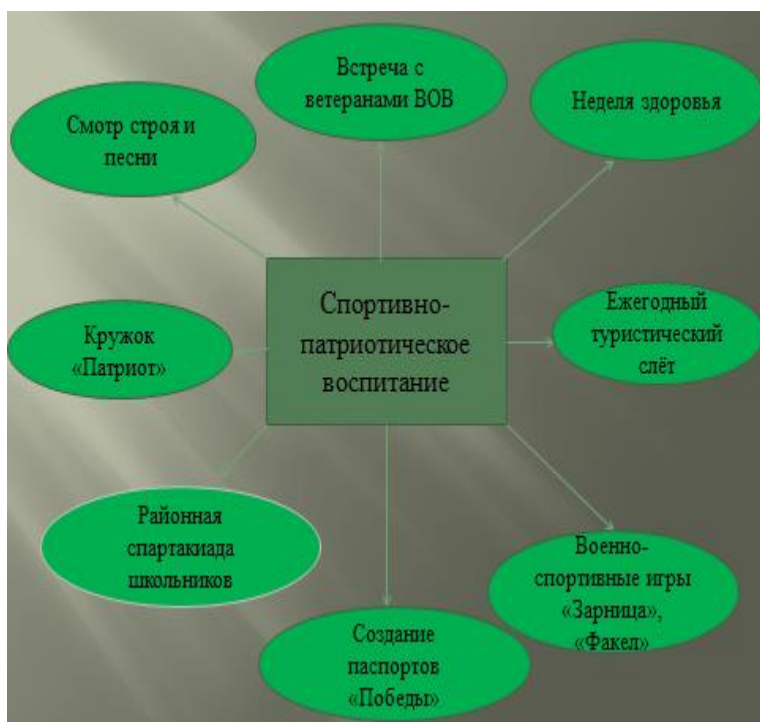 Встреча с
ветеранами ВОВ
Неделя здоровья
Смотр строя и
песни
Спортивно-
патриотическое
воспитание
Ежегодный
туристический
слёт
Кружок
«Патриот»
Районная
спартакиада
школьников
Военно-
спортивные игры
«Зарница»,
«Факел»
Создание
паспортов
«Победы»